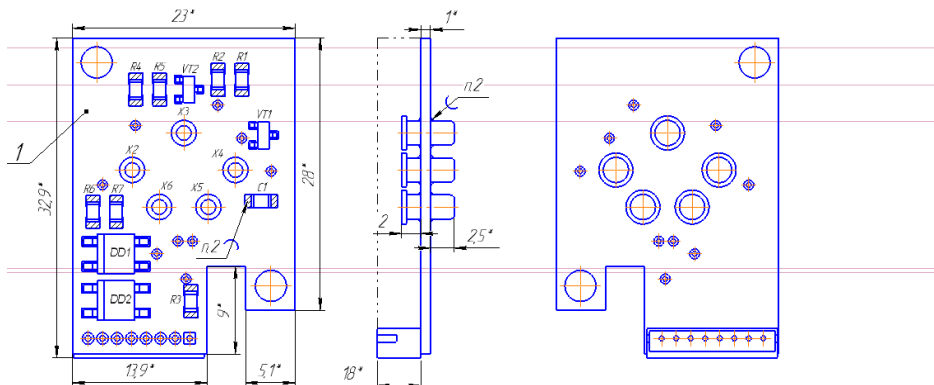 23*
1*
R4 R5 VT2 R2 R1
п.2
X3
VT1
1
X2 X4
28*
32,9*
R6 R7 X6 X5 C1
2
2,5*
п.2
DD1
DD2
R3
9*
13,9*
5,1*
18*